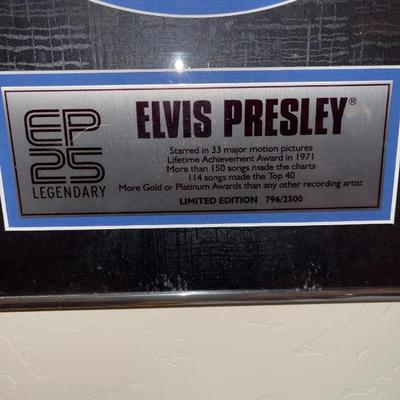 EP
25
LEGENDARY
ELVIS PRESLEY®
Starred in 33 major motion pictures
Lifetime Achievement Award in 1971
More than 150 songs made the charts
114 songs made the Top 40
More Gold or Platinum Awards than any other recording artist
LIMITED EDITION 796/2500